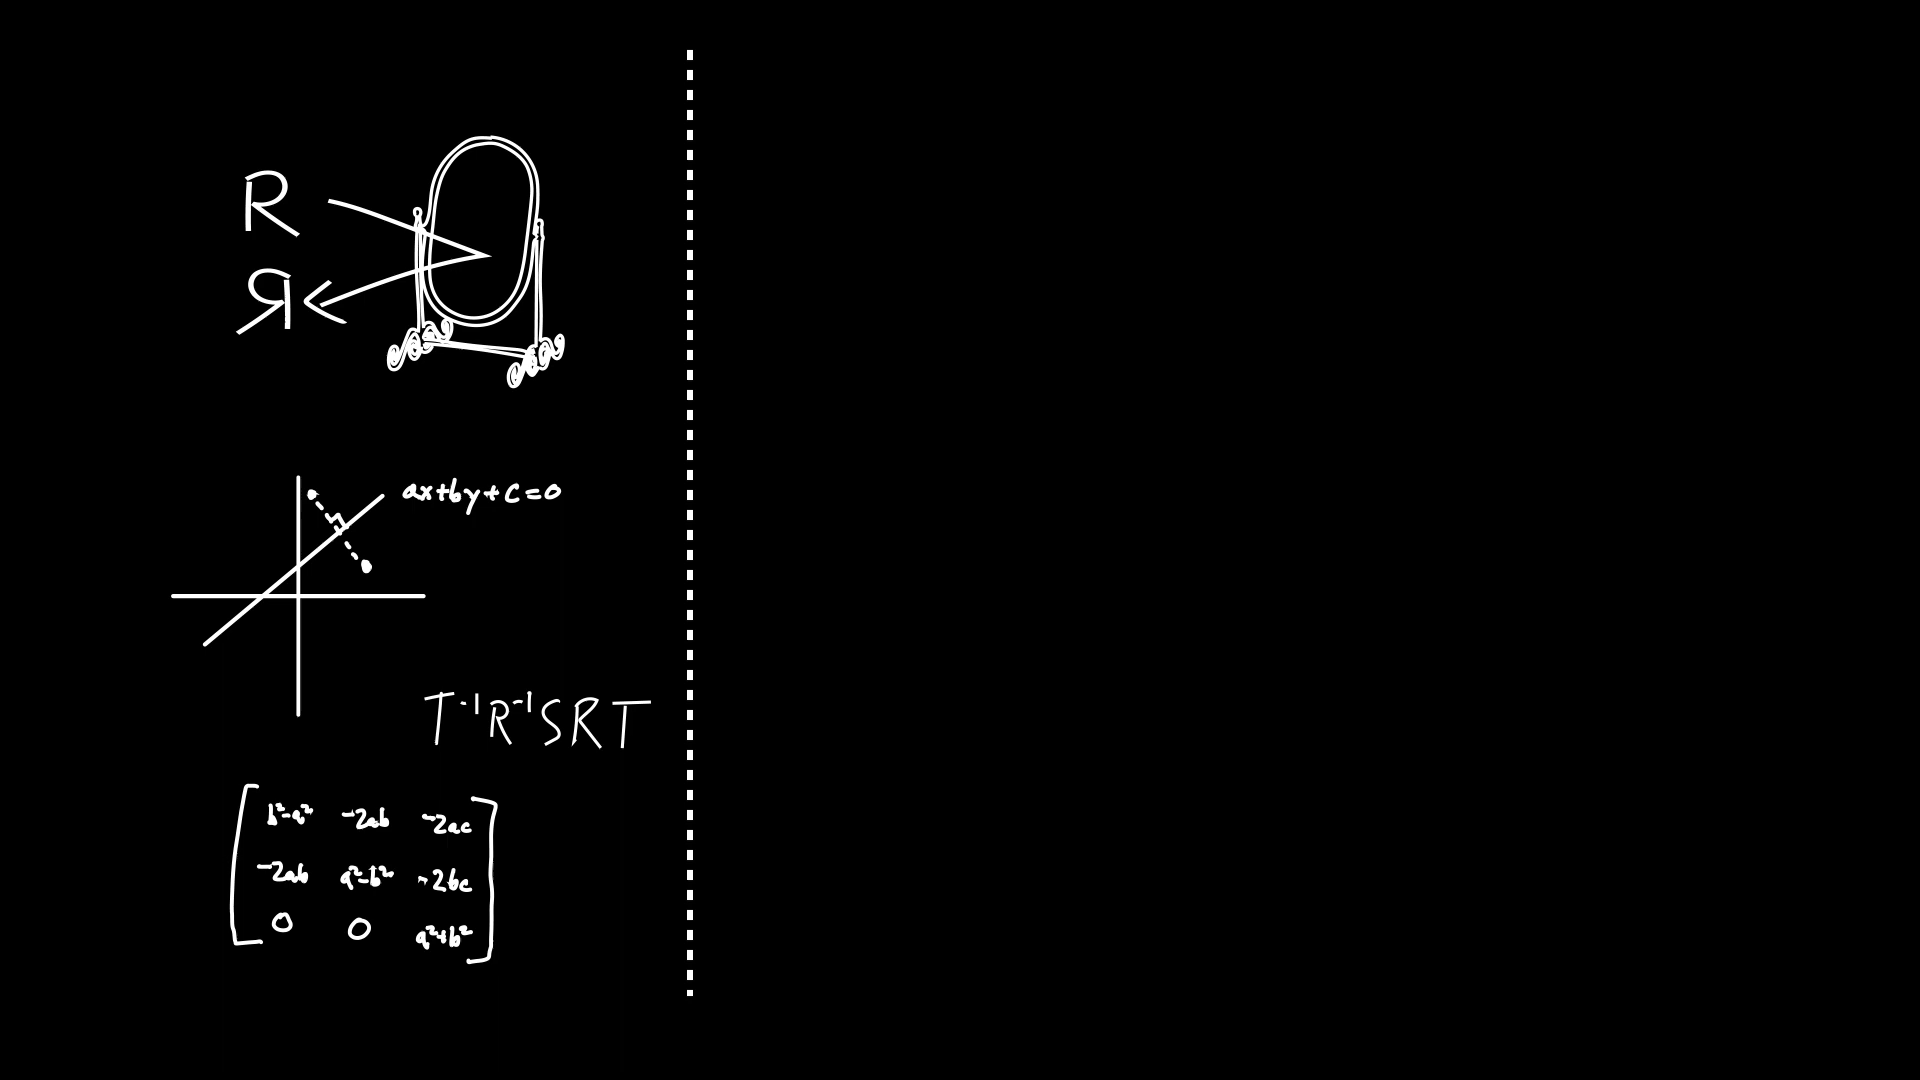 R
Я
ax+by+c=0
T⁻¹R⁻¹SRT
b²-a² -2ab -2ac
-2ab a²-b² -2bc
0 0 a²+b²